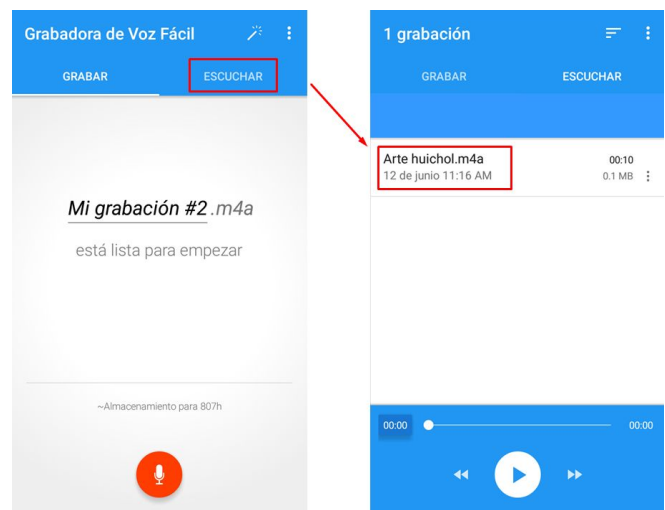 Grabadora de Voz Fácil
GRABAR
ESCUCHAR
Mi grabación #2.m4a
está lista para empezar
~Almacenamiento para 807h
1 grabación
GRABAR
ESCUCHAR
Arte huichol.m4a
00:10
12 de junio 11:16 AM
0.1 MB
00:00
00:00